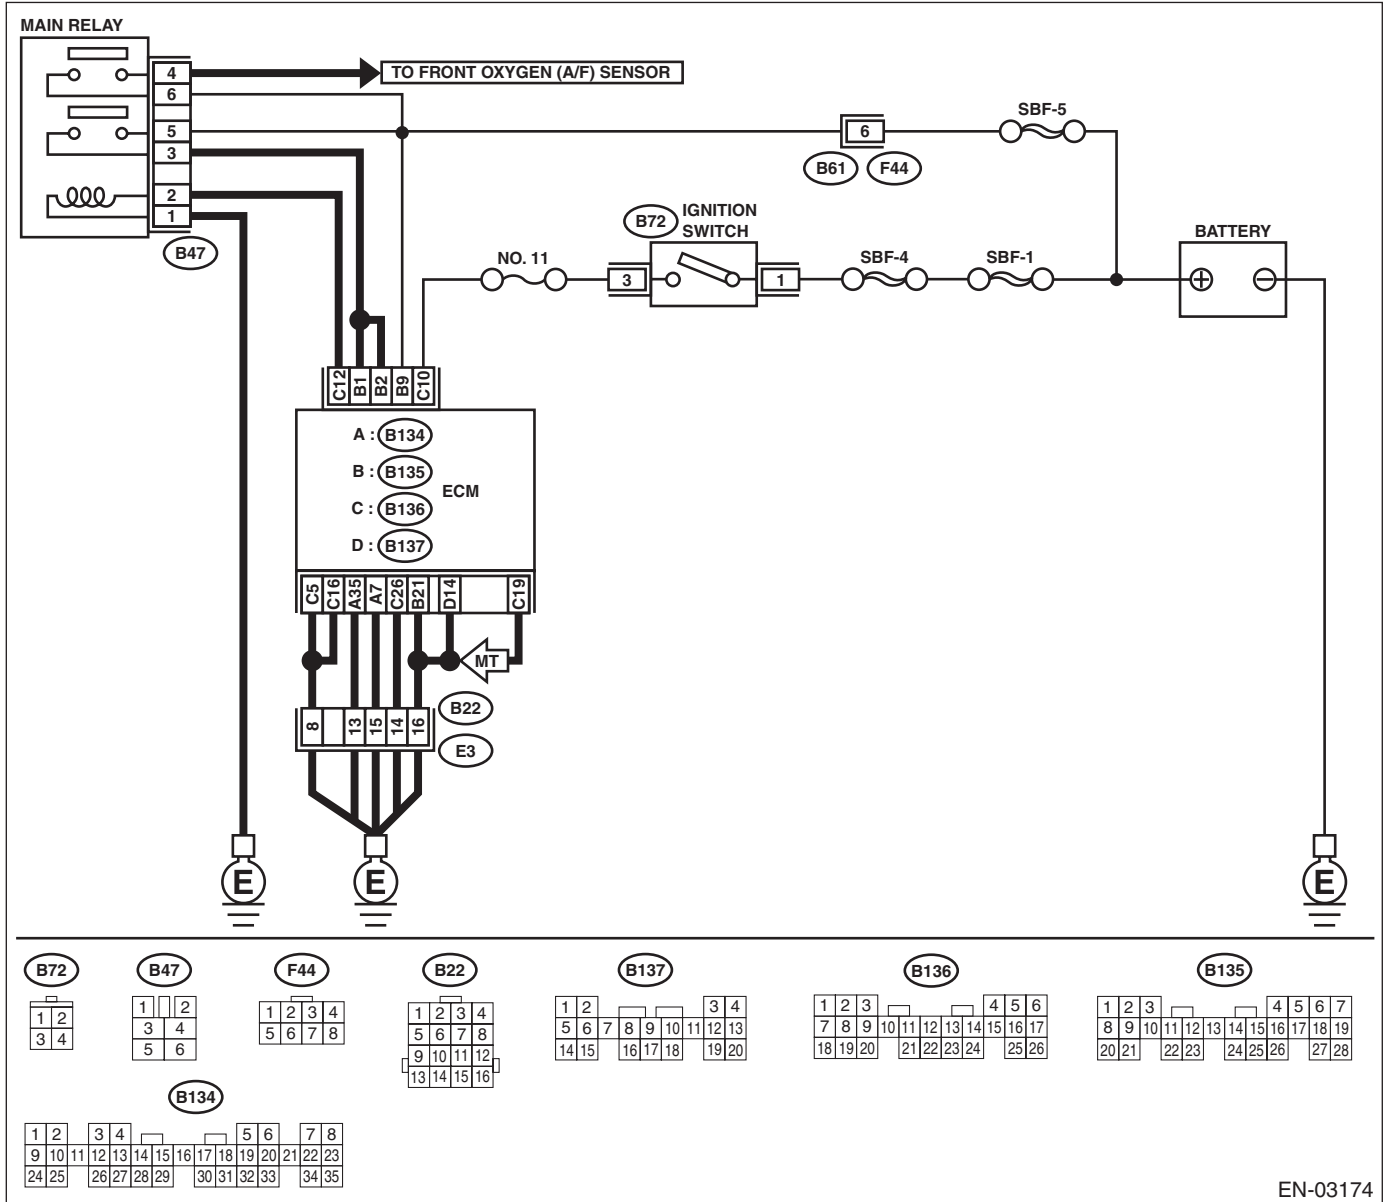 MAIN RELAY
4
TO FRONT OXYGEN (A/F) SENSOR
6
5
3
2
1
B47
6
B61
F44
SBF-5
B72
IGNITION
SWITCH
BATTERY
NO. 11
3
1
SBF-4
SBF-1
+
−
C12
B1
B2
B9
C10
A : B134
B : B135
C : B136
D : B137
ECM
C5
C16
A35
A7
C26
B21
D14
C19
MT
B22
8
13
15
14
16
E3
E
E
E
B72
1 2
3 4
B47
1 2
3 4
5 6
F44
1 2 3 4
5 6 7 8
B22
1 2 3 4
5 6 7 8
9 10 11 12
13 14 15 16
B137
1 2 3 4
5 6 7 8 9 10 11 12 13
14 15 16 17 18 19 20
B136
1 2 3 4 5 6
7 8 9 10 11 12 13 14 15 16 17
18 19 20 21 22 23 24 25 26
B135
1 2 3 4 5 6 7
8 9 10 11 12 13 14 15 16 17 18 19
20 21 22 23 24 25 26 27 28
B134
1 2 3 4 5 6 7 8
9 10 11 12 13 14 15 16 17 18 19 20 21 22 23
24 25 26 27 28 29 30 31 32 33 34 35
EN-03174